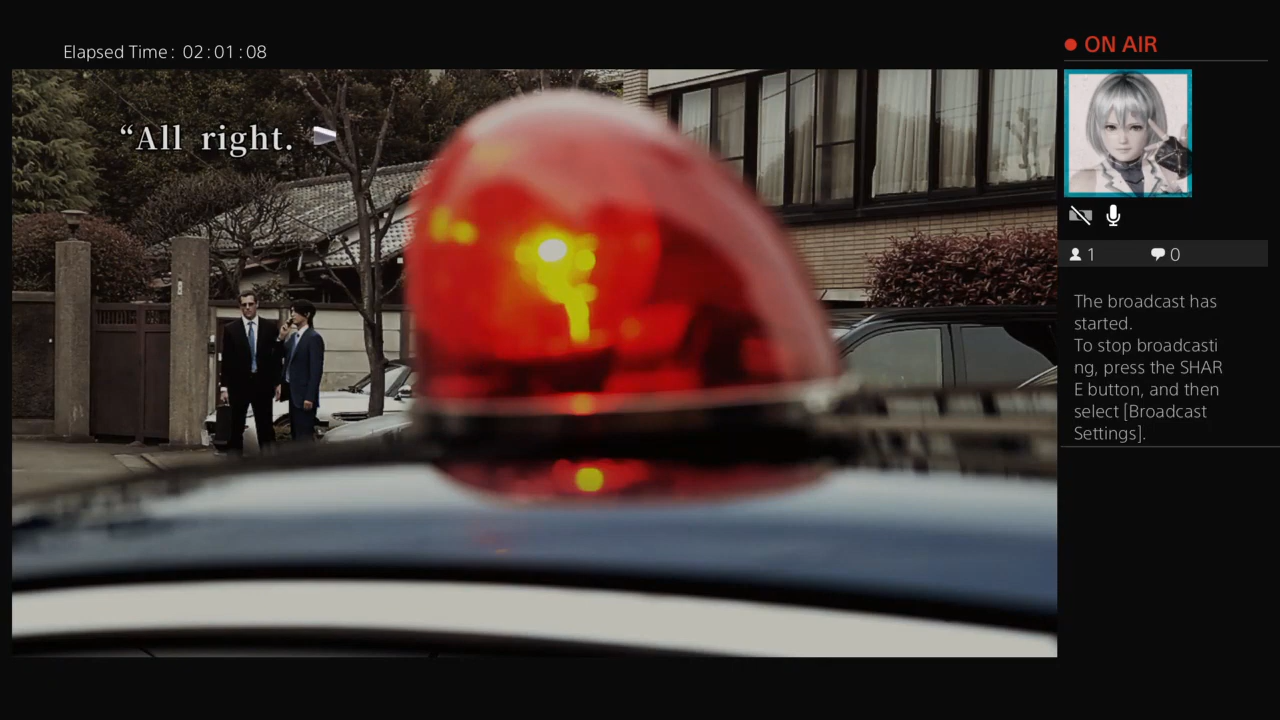 Elapsed Time: 02:01:08
ON AIR
“All right.
1
0
The broadcast has
started.
To stop broadcasti
ng, press the SHAR
E button, and then
select [Broadcast
Settings].